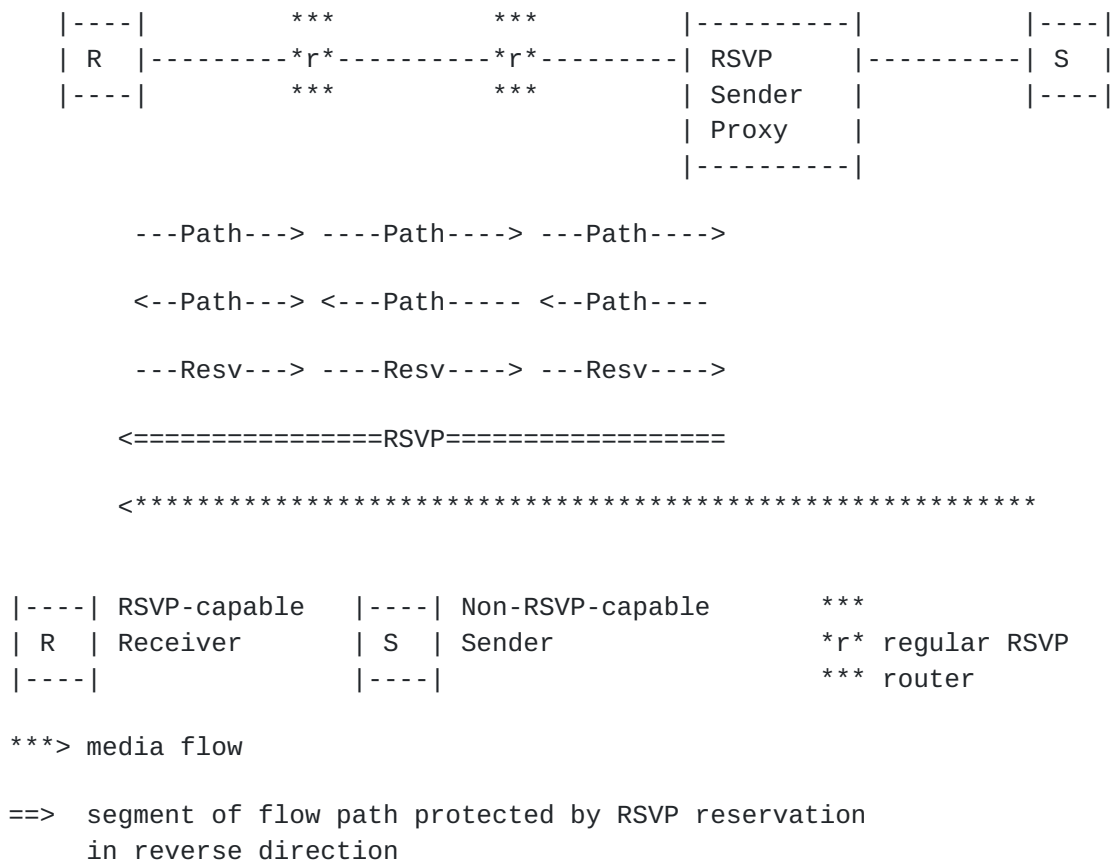 |----|         ***          ***         |----------|           |----|
| R  |---------*r*----------*r*---------| RSVP     |----------| S  |
|----|         ***          ***         | Sender   |           |----|
| Proxy    |
|----------|
---Path---> ----Path----> ---Path---->
<--Path---> <---Path----- <--Path----
---Resv---> ----Resv----> ---Resv---->
<================RSVP==================
<**********************************************************
|----| RSVP-capable   |----| Non-RSVP-capable       ***
| R  | Receiver       | S  | Sender                *r* regular RSVP
|----|                |----|                        *** router
***> media flow
==>  segment of flow path protected by RSVP reservation
in reverse direction